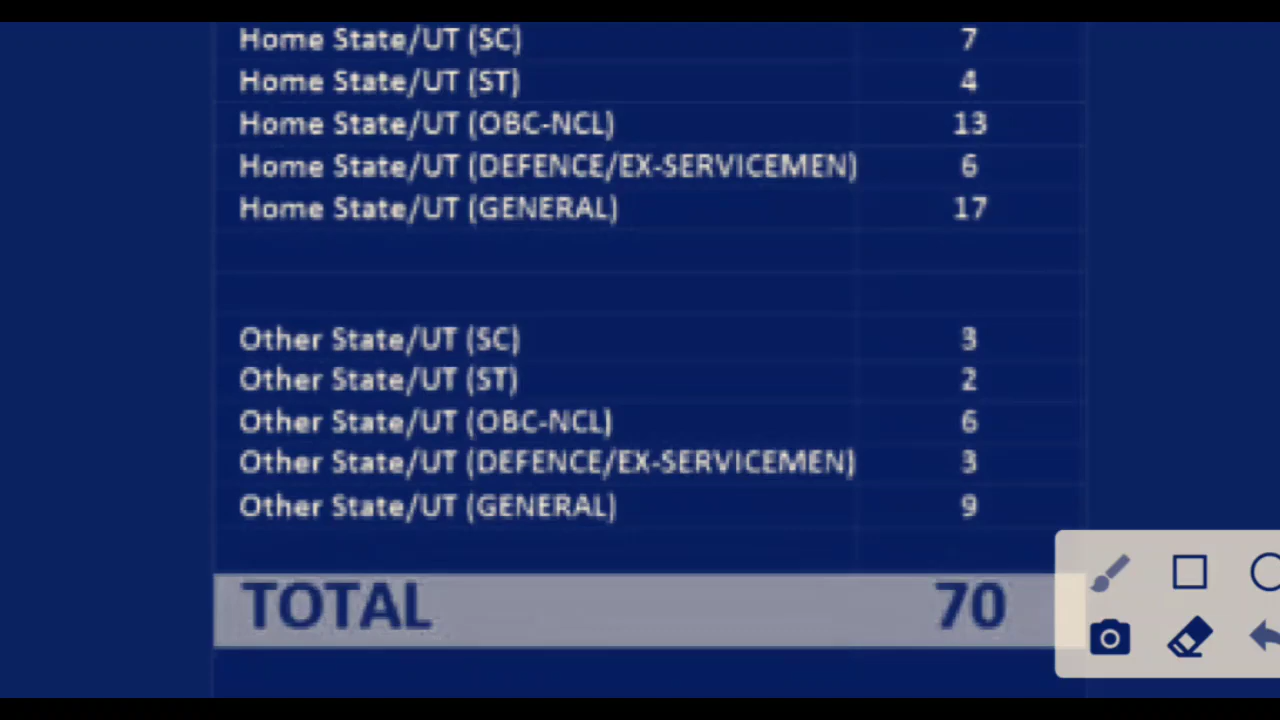 Home State/UT (SC) 7
Home State/UT (ST) 4
Home State/UT (OBC-NCL) 13
Home State/UT (DEFENCE/EX-SERVICEMEN) 6
Home State/UT (GENERAL) 17
Other State/UT (SC) 3
Other State/UT (ST) 2
Other State/UT (OBC-NCL) 6
Other State/UT (DEFENCE/EX-SERVICEMEN) 3
Other State/UT (GENERAL) 9
TOTAL 70